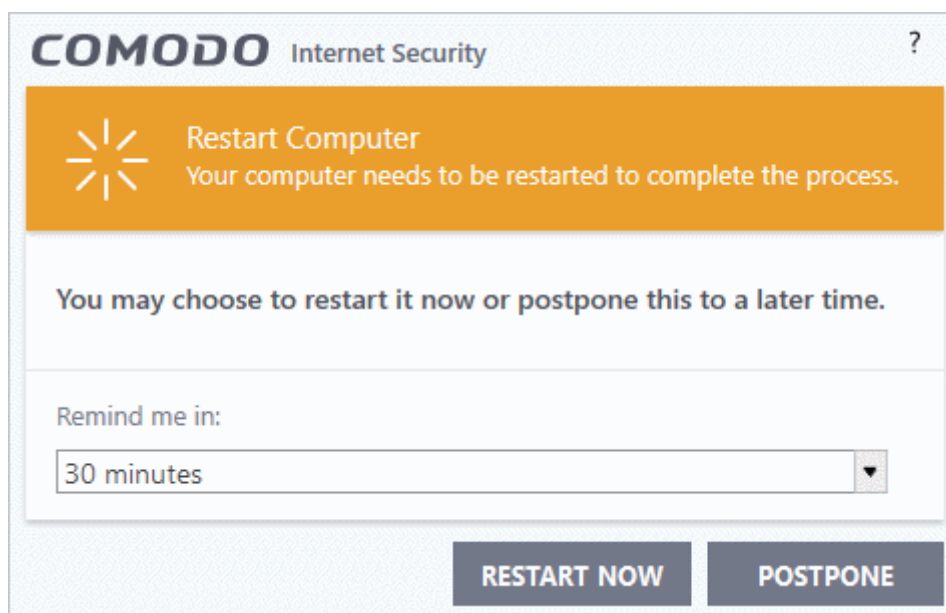 COMODO Internet Security ?
Restart Computer
Your computer needs to be restarted to complete the process.
You may choose to restart it now or postpone this to a later time.
Remind me in:
30 minutes
RESTART NOW POSTPONE